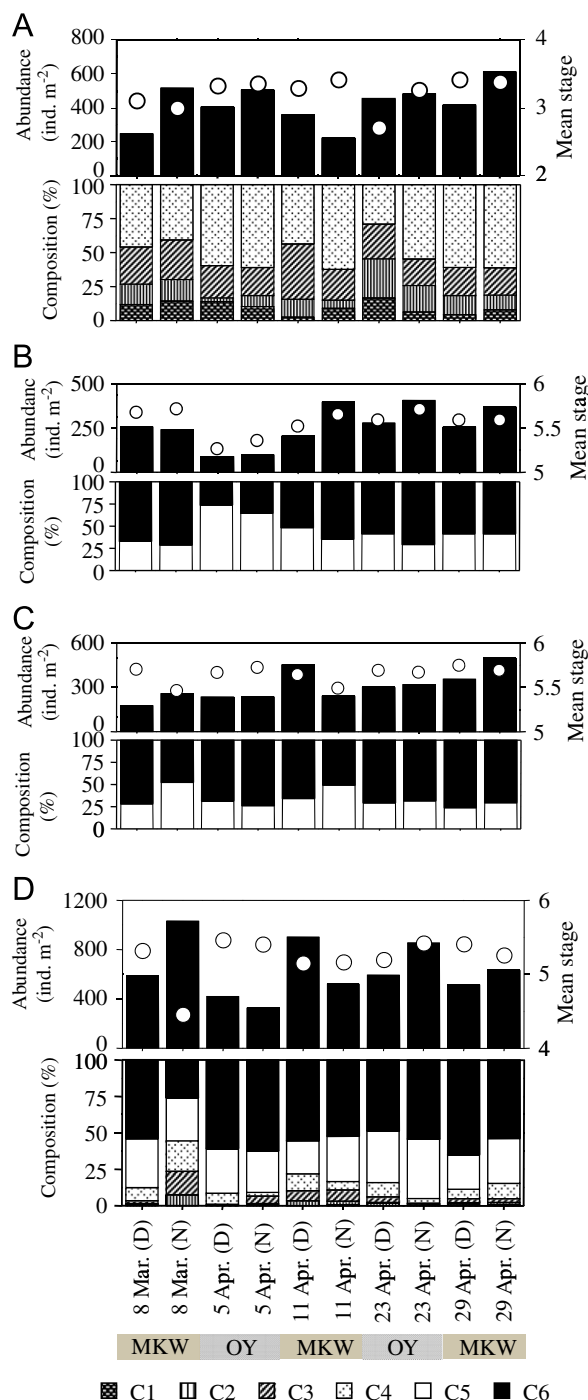 A
Abundance
(ind. m-2)
800
600
400
200
0
4
3
2
Mean stage
Composition (%)
100
75
50
25
0
B
Abundanc
(ind. m-2)
500
250
0
6
5.5
5
Mean stage
Composition
(%)
100
75
50
25
0
C
Abundance
(ind. m-2)
600
300
0
6
5.5
5
Mean stage
Composition
(%)
100
75
50
25
0
D
Abundance
(ind. m-2)
1200
800
400
0
6
5
4
Mean stage
Composition (%)
100
75
50
25
0
8 Mar. (D)
8 Mar. (N)
5 Apr. (D)
5 Apr. (N)
11 Apr. (D)
11 Apr. (N)
23 Apr. (D)
23 Apr. (N)
29 Apr. (D)
29 Apr. (N)
MKW OY MKW OY MKW
C1 C2 C3 C4 C5 C6